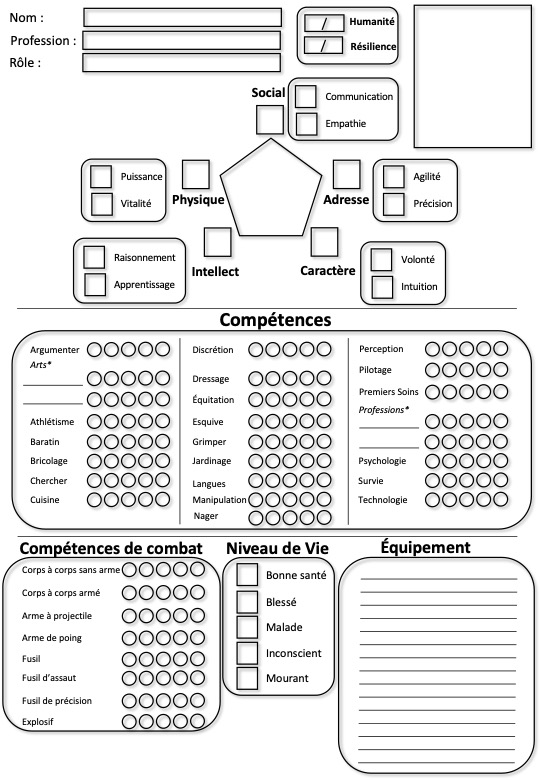 Nom :
Profession :
Rôle :
/ Humanité
/ Résilience
Social
Communication
Empathie
Physique
Puissance
Vitalité
Adresse
Agilité
Précision
Intellect
Raisonnement
Apprentissage
Caractère
Volonté
Intuition
Compétences
Argumenter
Arts*
Athlétisme
Baratin
Bricolage
Chercher
Cuisine
Discrétion
Dressage
Équitation
Esquive
Grimper
Jardinage
Langues
Manipulation
Nager
Perception
Pilotage
Premiers Soins
Professions*
Psychologie
Survie
Technologie
Compétences de combat
Corps à corps sans arme
Corps à corps armé
Arme à projectile
Arme de poing
Fusil
Fusil d’assaut
Fusil de précision
Explosif
Niveau de Vie
Bonne santé
Blessé
Malade
Inconscient
Mourant
Équipement